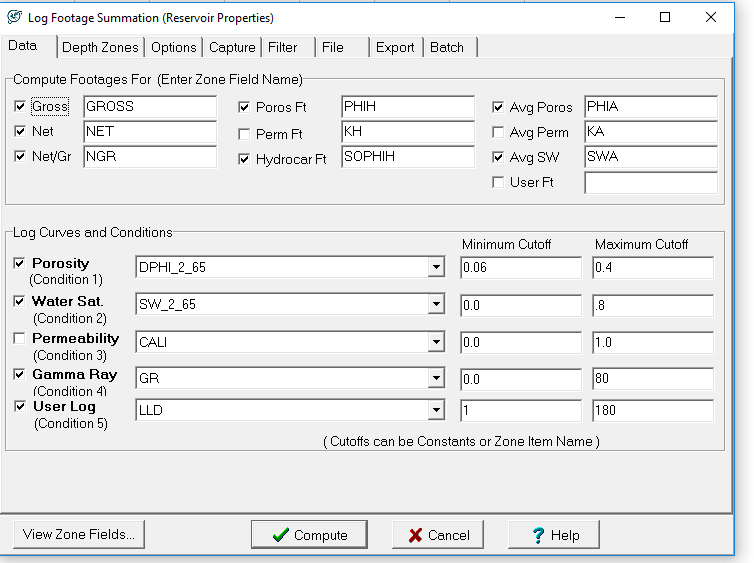 Log Footage Summation (Reservoir Properties)
Data Depth Zones Options Capture Filter File Export Batch
Compute Footages For (Enter Zone Field Name)
Gross GROSS Poros Ft PHIH Avg Poros PHIA
Net NET Perm Ft KH Avg Perm KA
Net/Gr NGR Hydrocar Ft SOPHIH Avg SW SWA
User Ft
Log Curves and Conditions
Minimum Cutoff Maximum Cutoff
Porosity DPHI_2_65 0.06 0.4
(Condition 1)
Water Sat. SW_2_65 0.0 .8
(Condition 2)
Permeability CALI 0.0 1.0
(Condition 3)
Gamma Ray GR 0.0 80
(Condition 4)
User Log LLD 1 180
(Condition 5)
( Cutoffs can be Constants or Zone Item Name )
View Zone Fields... Compute Cancel Help